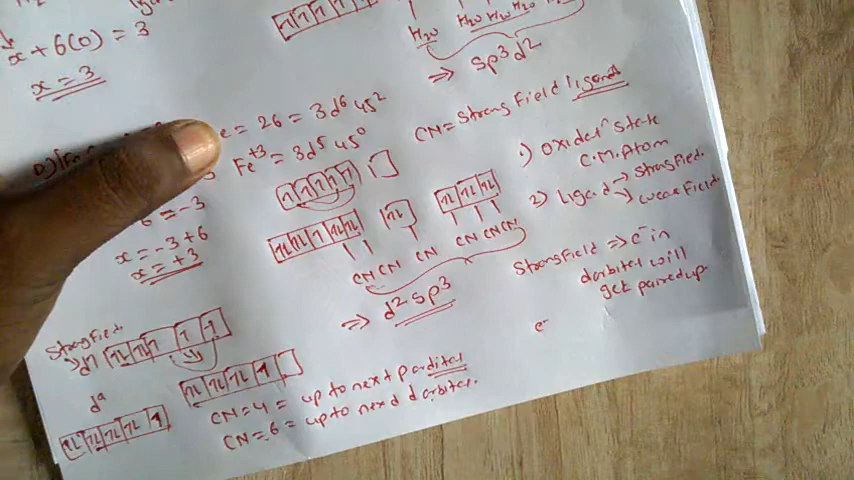 x + 6(0) = 3
x = 3
H₂O H₂O H₂O H₂O
⇒ sp³d²
= 26 = 3d⁶ 4s²
Fe⁺³ = 3d⁵ 4s⁰
CN = Strong Field ligand
1) Oxidatⁿ State
C.M. Atom
2) Ligand → Strong field.
→ weak Field
= -3
x = -3 + 6
x = +3
CN CN CN CN CN CN
⇒ d²sp³
Strong Field ⇒ e⁻ in
d orbital will
get paired up.
e⁻
Strong Field
d⁷
d⁹
CN = 4 = up to next p orbital
CN = 6 = up to next d orbital.